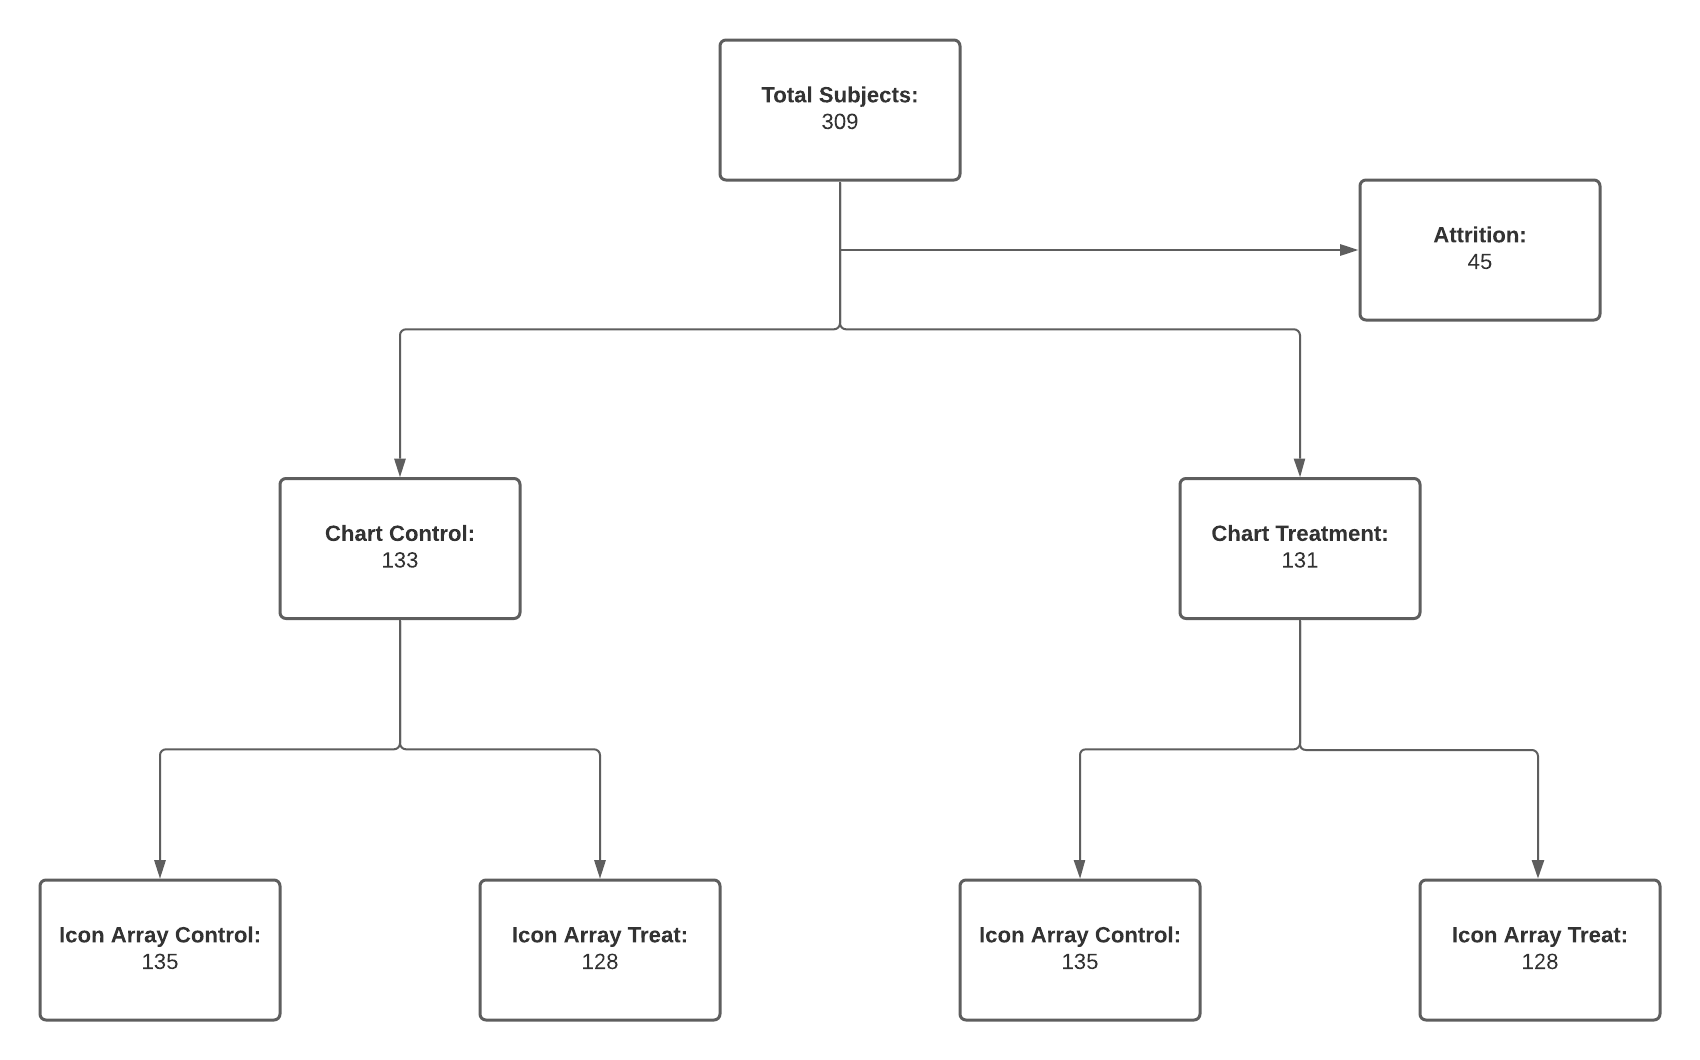 Total Subjects:
309
Attrition:
45
Chart Control:
133
Chart Treatment:
131
Icon Array Control:
135
Icon Array Treat:
128
Icon Array Control:
135
Icon Array Treat:
128